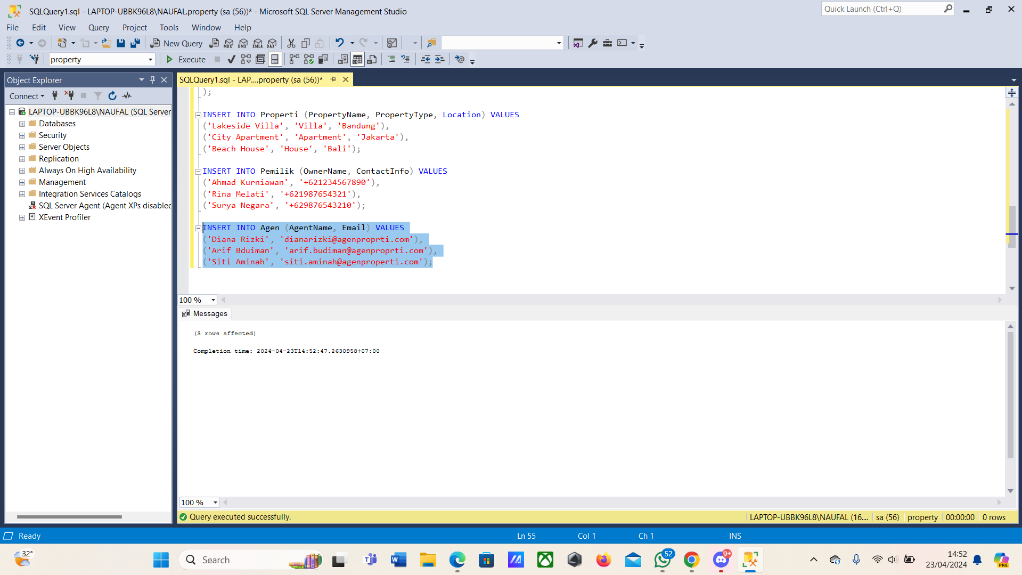 SQLQuery1.sql - LAPTOP-UBBK96L8\NAUFAL.property (sa (56))* - Microsoft SQL Server Management Studio
Quick Launch (Ctrl+Q)
File Edit View Query Project Tools Window Help
New Query
property
Execute
Object Explorer
SQLQuery1.sql - LAP....property (sa (56))*
Connect
LAPTOP-UBBK96L8\NAUFAL (SQL Server
Databases
Security
Server Objects
Replication
Always On High Availability
Management
Integration Services Catalogs
SQL Server Agent (Agent XPs disabled
XEvent Profiler
);
INSERT INTO Properti (PropertyName, PropertyType, Location) VALUES
('Lakeside Villa', 'Villa', 'Bandung'),
('City Apartment', 'Apartment', 'Jakarta'),
('Beach House', 'House', 'Bali');
INSERT INTO Pemilik (OwnerName, ContactInfo) VALUES
('Ahmad Kurniawan', '+621234567890'),
('Rina Melati', '+621987654321'),
('Surya Negara', '+629876543210');
INSERT INTO Agen (AgentName, Email) VALUES
('Diana Rizki', 'dianarizki@agenproprti.com'),
('Arif Bduiman', 'arif.budiman@agenproprti.com'),
('Siti Aminah', 'siti.aminah@agenproperti.com');
100 %
Messages
(3 rows affected)
Completion time: 2024-04-23T14:52:47.2630958+07:00
100 %
Query executed successfully.
LAPTOP-UBBK96L8\NAUFAL (16... sa (56) property 00:00:00 0 rows
Ready
Ln 55 Col 1 Ch 1 INS
32°
Search
52
9+
14:52
23/04/2024